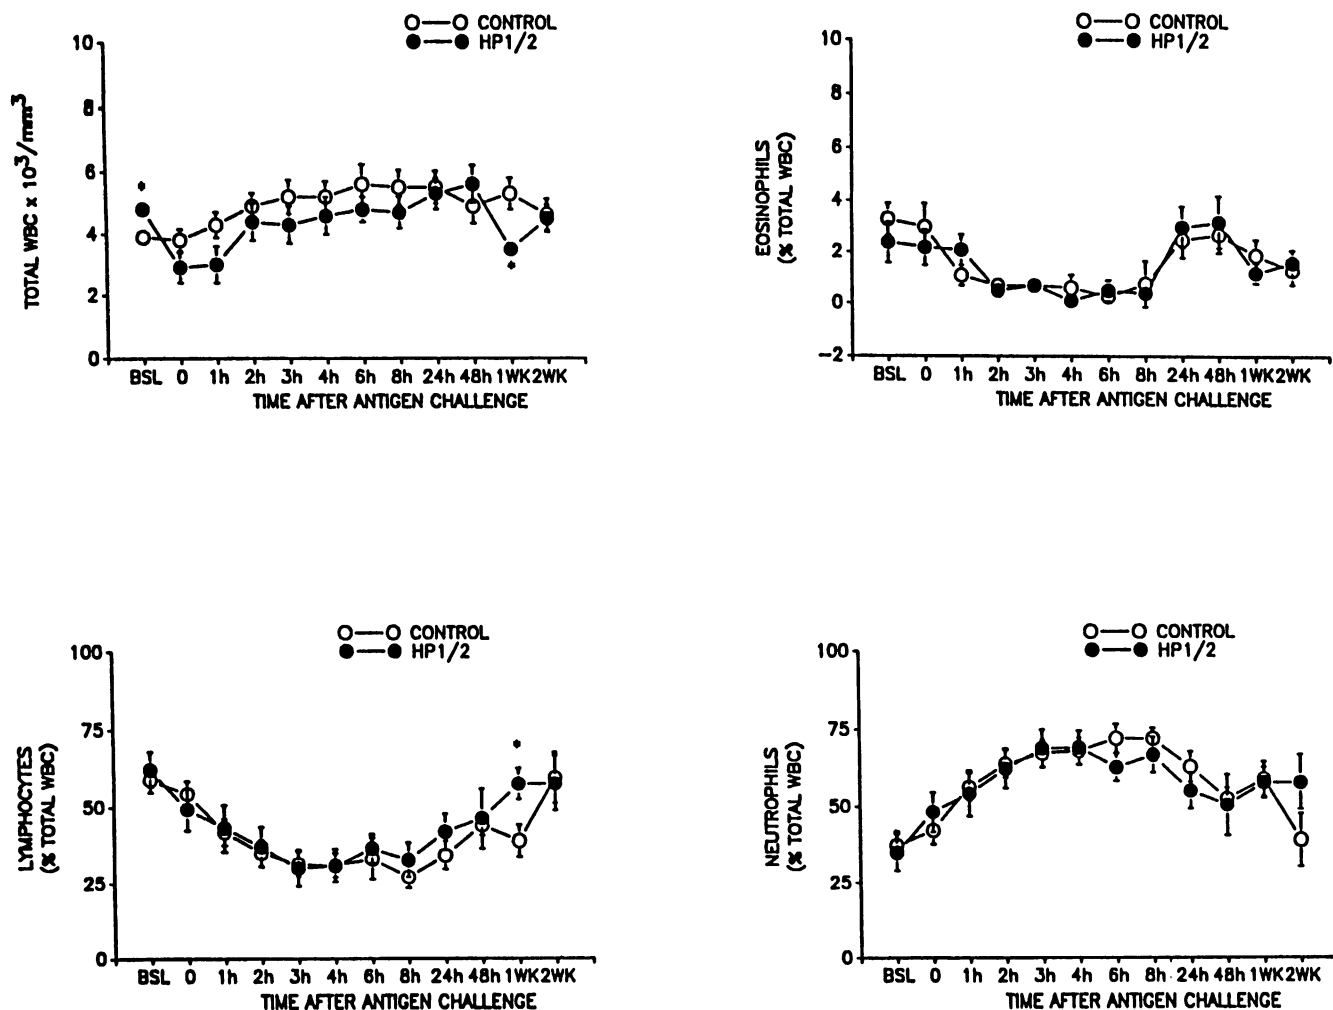 CONTROL
HP1/2
10
8
6
4
2
0
TOTAL WBC x 10³/mm³
*
*
BSL 0 1h 2h 3h 4h 6h 8h 24h 48h 1WK 2WK
TIME AFTER ANTIGEN CHALLENGE
CONTROL
HP1/2
10
8
6
4
2
0
-2
EOSINOPHILS
(% TOTAL WBC)
BSL 0 1h 2h 3h 4h 6h 8h 24h 48h 1WK 2WK
TIME AFTER ANTIGEN CHALLENGE
CONTROL
HP1/2
100
75
50
25
0
LYMPHOCYTES
(% TOTAL WBC)
*
BSL 0 1h 2h 3h 4h 6h 8h 24h 48h 1WK 2WK
TIME AFTER ANTIGEN CHALLENGE
CONTROL
HP1/2
100
75
50
25
0
NEUTROPHILS
(% TOTAL WBC)
BSL 0 1h 2h 3h 4h 6h 8h 24h 48h 1WK 2WK
TIME AFTER ANTIGEN CHALLENGE